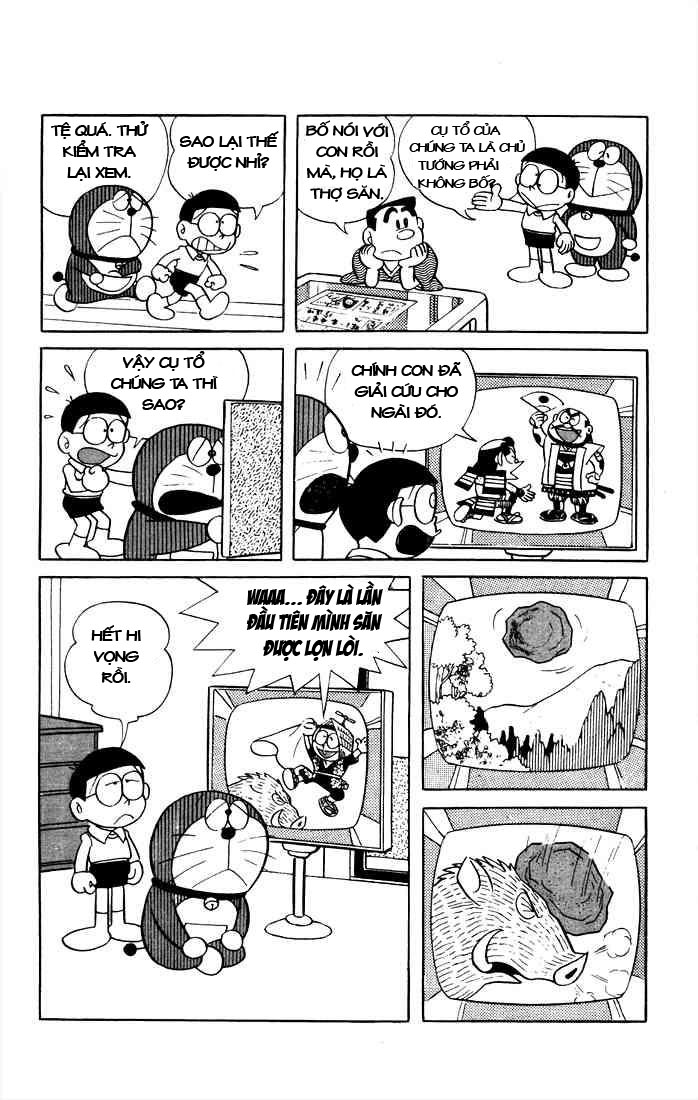 CỤ TỔ CỦA
CHÚNG TA LÀ CHỦ
TƯỚNG PHẢI
KHÔNG BỐ?
BỐ NÓI VỚI
CON RỒI
MÀ, HỌ LÀ
THỢ SĂN.
SAO LẠI THẾ
ĐƯỢC NHỈ?
TỆ QUÁ. THỬ
KIỂM TRA
LẠI XEM.
CHÍNH CON ĐÃ
GIẢI CỨU CHO
NGÀI ĐÓ.
VẬY CỤ TỔ
CHÚNG TA THÌ
SAO?
WAAA... ĐÂY LÀ LẦN
ĐẦU TIÊN MÌNH SĂN
ĐƯỢC LỢN LÒI.
HẾT HI
VỌNG
RỒI.